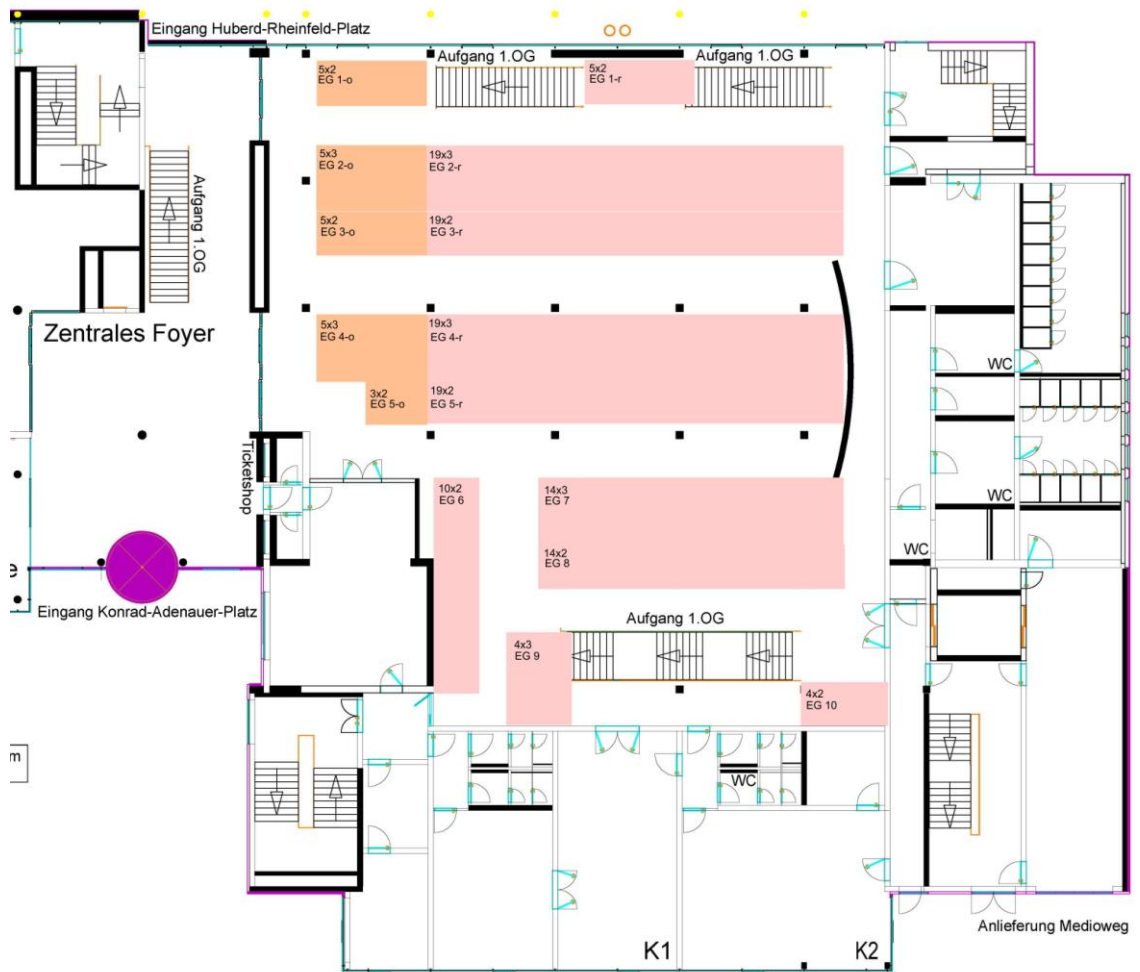 Eingang Huberd-Rheinfeld-Platz
Aufgang 1.OG
Aufgang 1.OG
5x2
EG 1-o
5x2
EG 1-r
Aufgang 1.OG
5x3
EG 2-o
19x3
EG 2-r
5x2
EG 3-o
19x2
EG 3-r
Zentrales Foyer
5x3
EG 4-o
19x3
EG 4-r
3x2
EG 5-o
19x2
EG 5-r
WC
Ticketshop
10x2
EG 6
14x3
EG 7
WC
14x2
EG 8
WC
e
Eingang Konrad-Adenauer-Platz
Aufgang 1.OG
4x3
EG 9
4x2
EG 10
m
WC
K1
K2
Anlieferung Medioweg